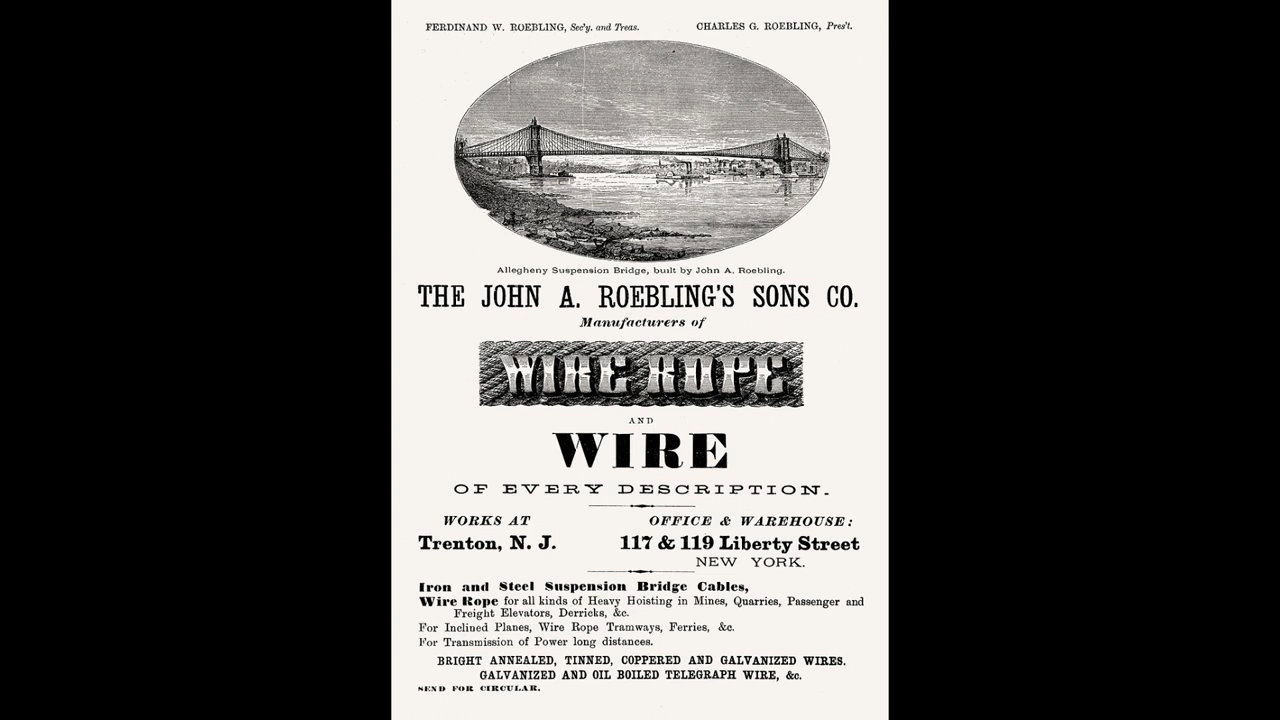 FERDINAND W. ROEBLING, Sec'y. and Treas. CHARLES G. ROEBLING, Pres't.
Allegheny Suspension Bridge, built by John A. Roebling.
THE JOHN A. ROEBLING'S SONS CO.
Manufacturers of
WIRE ROPE
AND
WIRE
OF EVERY DESCRIPTION.
WORKS AT OFFICE & WAREHOUSE:
Trenton, N. J. 117 & 119 Liberty Street
NEW YORK.
Iron and Steel Suspension Bridge Cables,
Wire Rope for all kinds of Heavy Hoisting in Mines, Quarries, Passenger and
Freight Elevators, Derricks, &c.
For Inclined Planes, Wire Rope Tramways, Ferries, &c.
For Transmission of Power long distances.
BRIGHT ANNEALED, TINNED, COPPERED AND GALVANIZED WIRES.
GALVANIZED AND OIL BOILED TELEGRAPH WIRE, &c.
SEND FOR CIRCULAR.